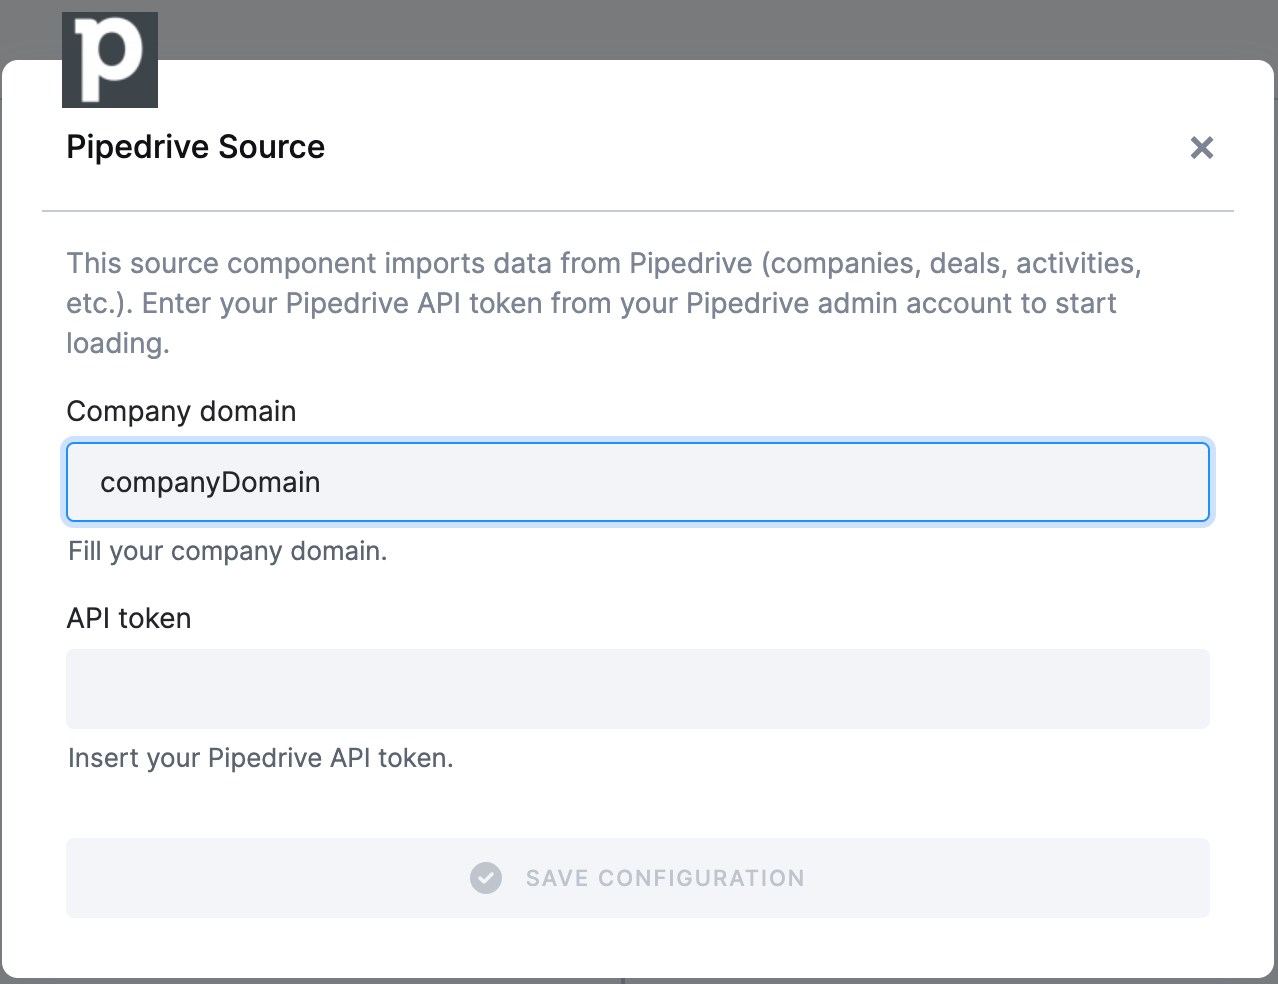 p
Pipedrive Source
This source component imports data from Pipedrive (companies, deals, activities,
etc.). Enter your Pipedrive API token from your Pipedrive admin account to start
loading.
Company domain
companyDomain
Fill your company domain.
API token
Insert your Pipedrive API token.
SAVE CONFIGURATION